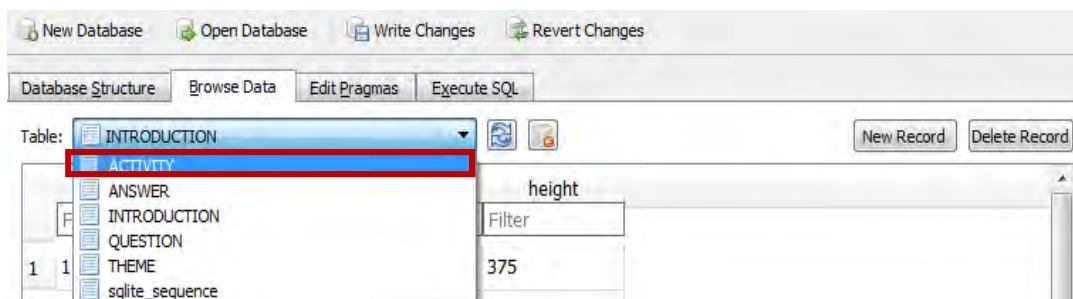 New Database Open Database Write Changes Revert Changes
Database Structure Browse Data Edit Pragmas Execute SQL
Table: INTRODUCTION New Record Delete Record
ACTIVITY
ANSWER height
INTRODUCTION Filter
QUESTION
1 1 THEME 375
sqlite_sequence